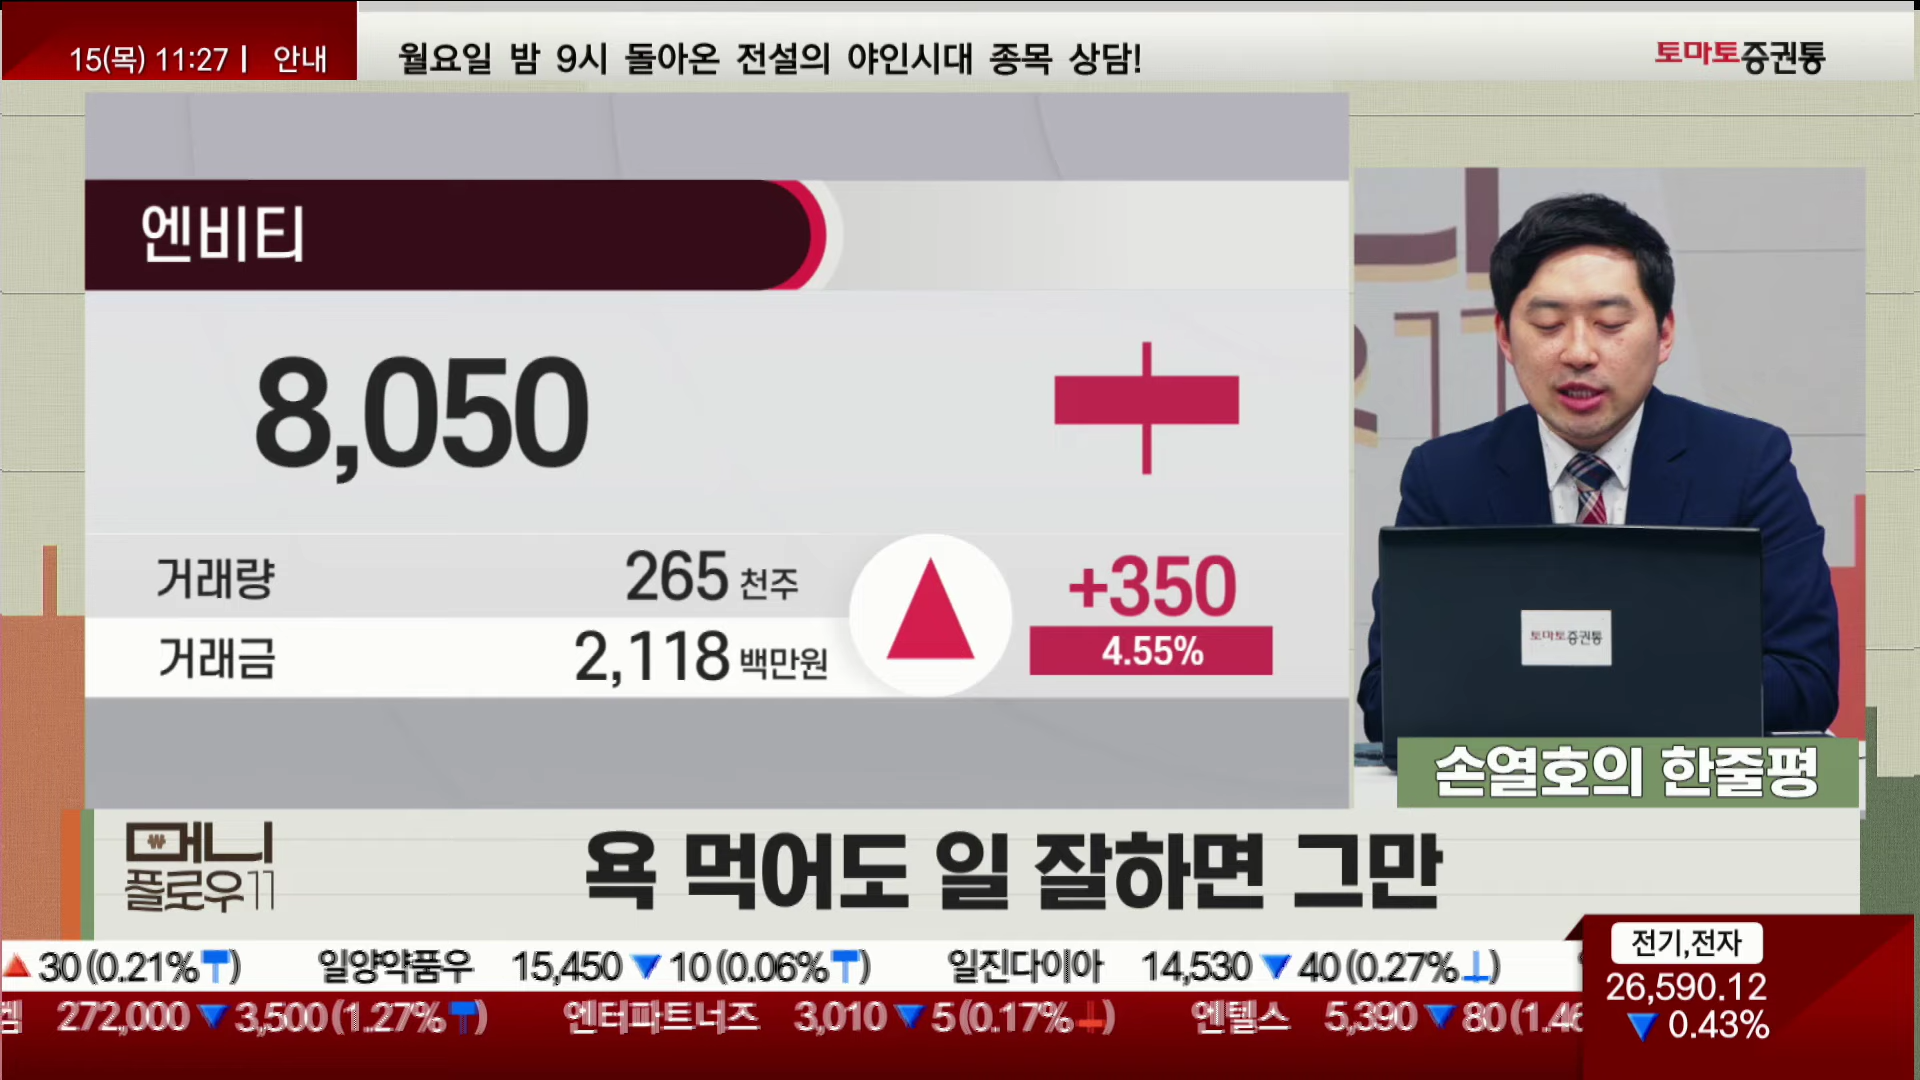 15(목) 11:27 | 안내
월요일 밤 9시 돌아온 전설의 야인시대 종목 상담!
토마토증권통
엔비티
8,050
거래량 265 천주
+350
거래금 2,118 백만원
4.55%
토마토증권통
손열호의 한줄평
머니
플로우11
욕 먹어도 일 잘하면 그만
▲ 30(0.21%) 일양약품우 15,450 ▼ 10(0.06%) 일진다이아 14,530 ▼ 40(0.27%)
272,000 ▼ 3,500(1.27%) 엔터파트너즈 3,010 ▼ 5(0.17%) 엔텔스 5,390 ▼ 80(1.46
전기,전자
26,590.12
▼ 0.43%